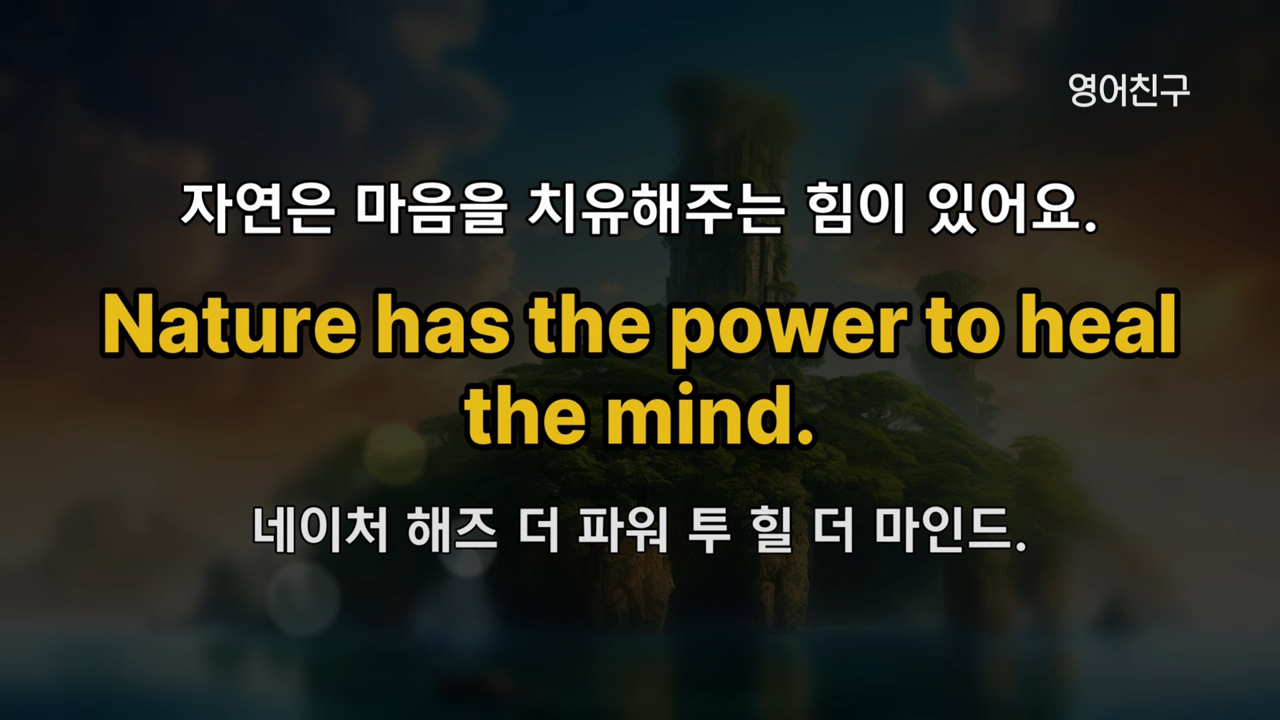 영어친구
자연은 마음을 치유해주는 힘이 있어요.
Nature has the power to heal
the mind.
네이처 해즈 더 파워 투 힐 더 마인드.